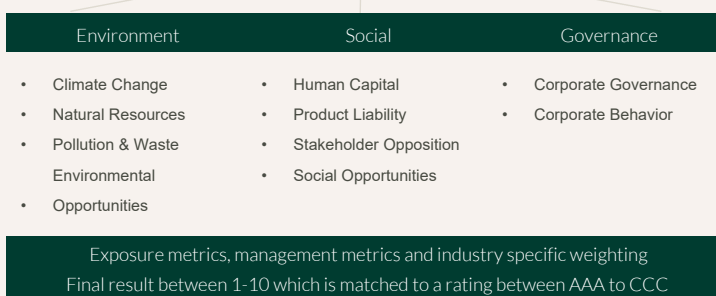 Environment
Social
Governance
• Climate Change
• Natural Resources
• Pollution & Waste
Environmental
• Opportunities
• Human Capital
• Product Liability
• Stakeholder Opposition
• Social Opportunities
• Corporate Governance
• Corporate Behavior
Exposure metrics, management metrics and industry specific weighting
Final result between 1-10 which is matched to a rating between AAA to CCC